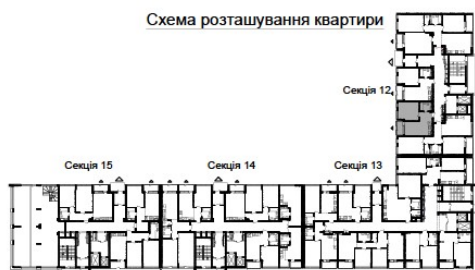 Схема розташування квартири
Секція 12
Секція 15
Секція 14
Секція 13